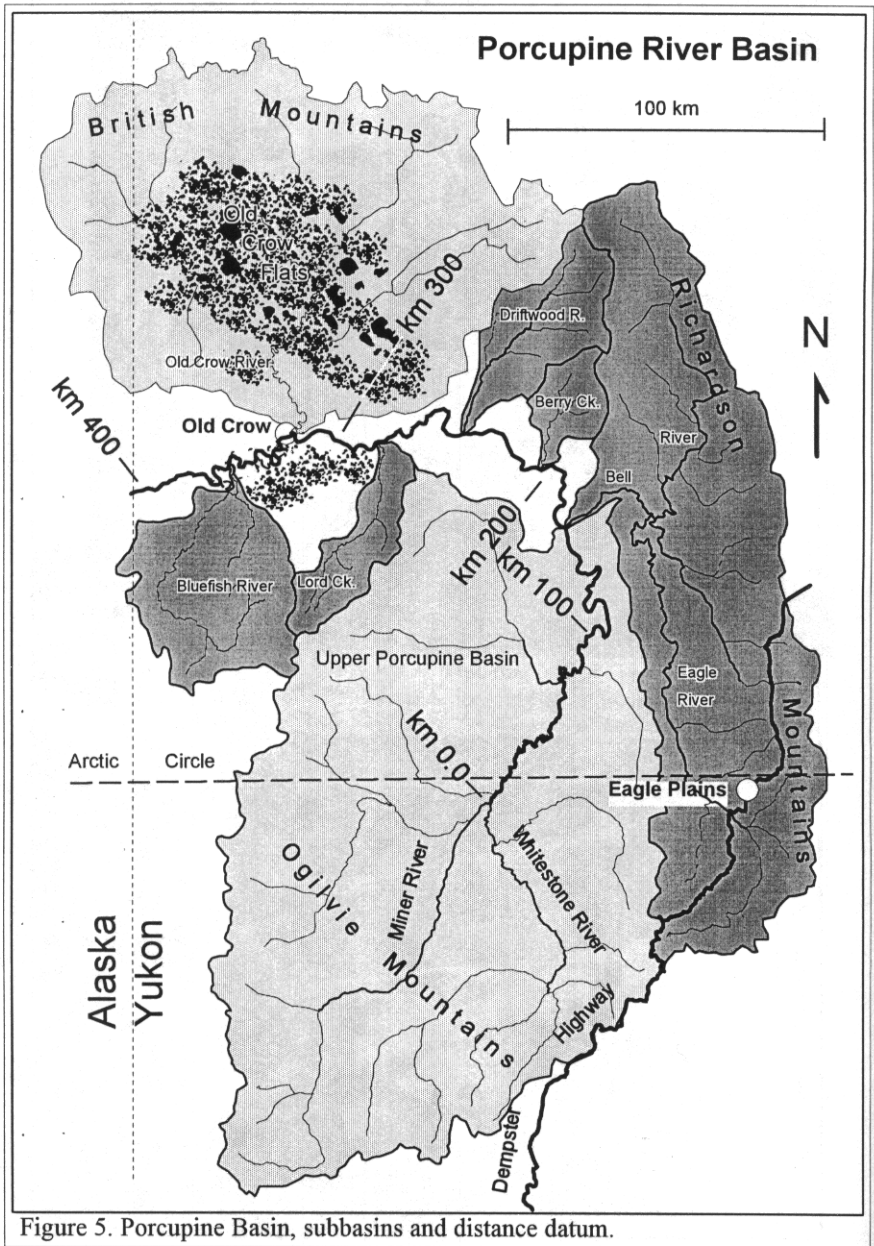 Porcupine River Basin
100 km
British Mountains
Old
Crow
Flats
km 300
Richardson
Driftwood R.
N
Old Crow River
Berry Ck.
km 400
Old Crow
River
Bell
km 200
km 100
Bluefish River
Lord Ck.
Upper Porcupine Basin
Eagle
River
km 0.0
Mountains
Arctic Circle
Eagle Plains
Ogilvie
Miner River
Whitestone River
Mountains
Alaska
Yukon
Highway
Dempster
Figure 5. Porcupine Basin, subbasins and distance datum.